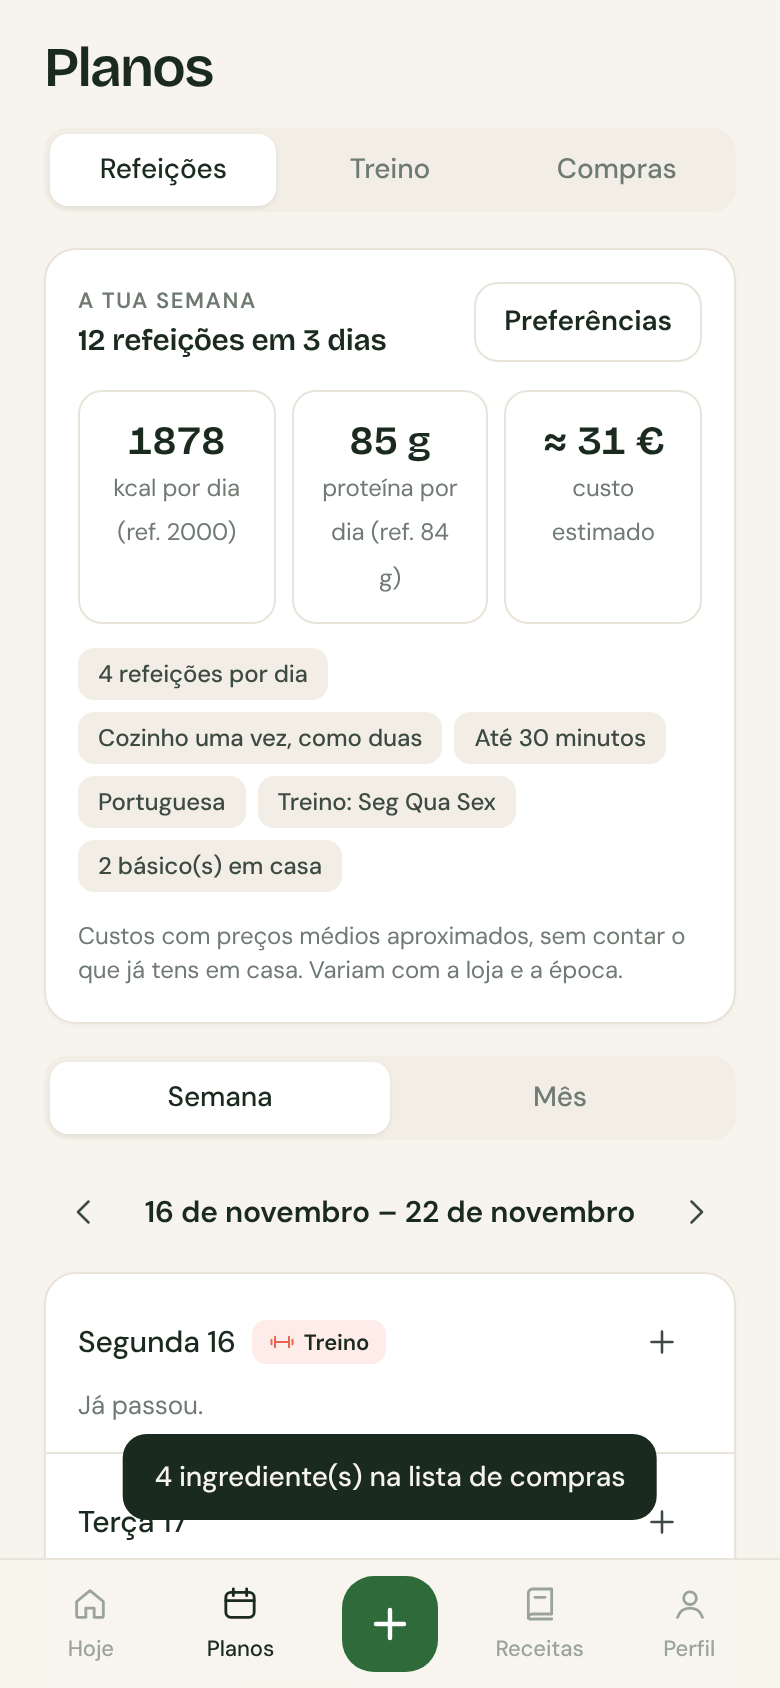 Planos
Refeições
Treino
Compras
A TUA SEMANA
12 refeições em 3 dias
Preferências
1878
kcal por dia
(ref. 2000)
85 g
proteína por
dia (ref. 84
g)
≈ 31 €
custo
estimado
4 refeições por dia
Cozinho uma vez, como duas
Até 30 minutos
Portuguesa
Treino: Seg Qua Sex
2 básico(s) em casa
Custos com preços médios aproximados, sem contar o
que já tens em casa. Variam com a loja e a época.
Semana
Mês
16 de novembro – 22 de novembro
Segunda 16
Treino
Já passou.
4 ingrediente(s) na lista de compras
Terça 17
Hoje
Planos
Receitas
Perfil